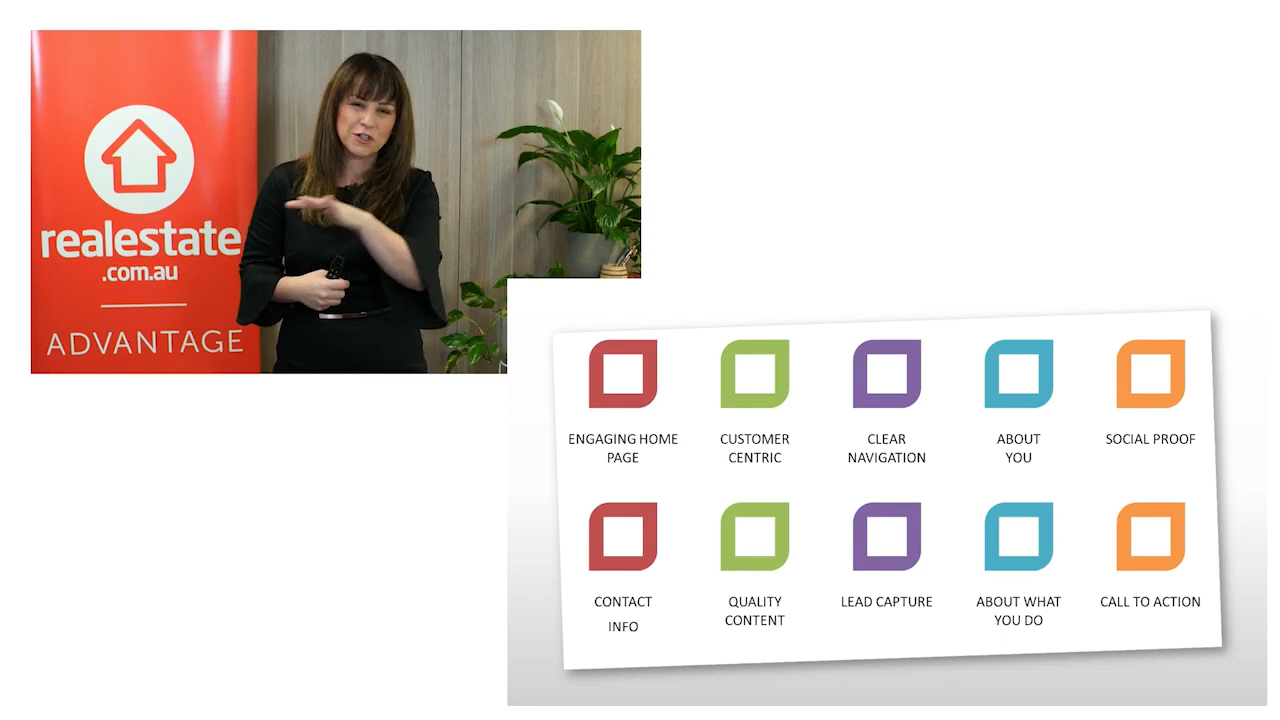 realestate
.com.au
ADVANTAGE
ENGAGING HOME
PAGE
CUSTOMER
CENTRIC
CLEAR
NAVIGATION
ABOUT
YOU
SOCIAL PROOF
CONTACT
INFO
QUALITY
CONTENT
LEAD CAPTURE
ABOUT WHAT
YOU DO
CALL TO ACTION